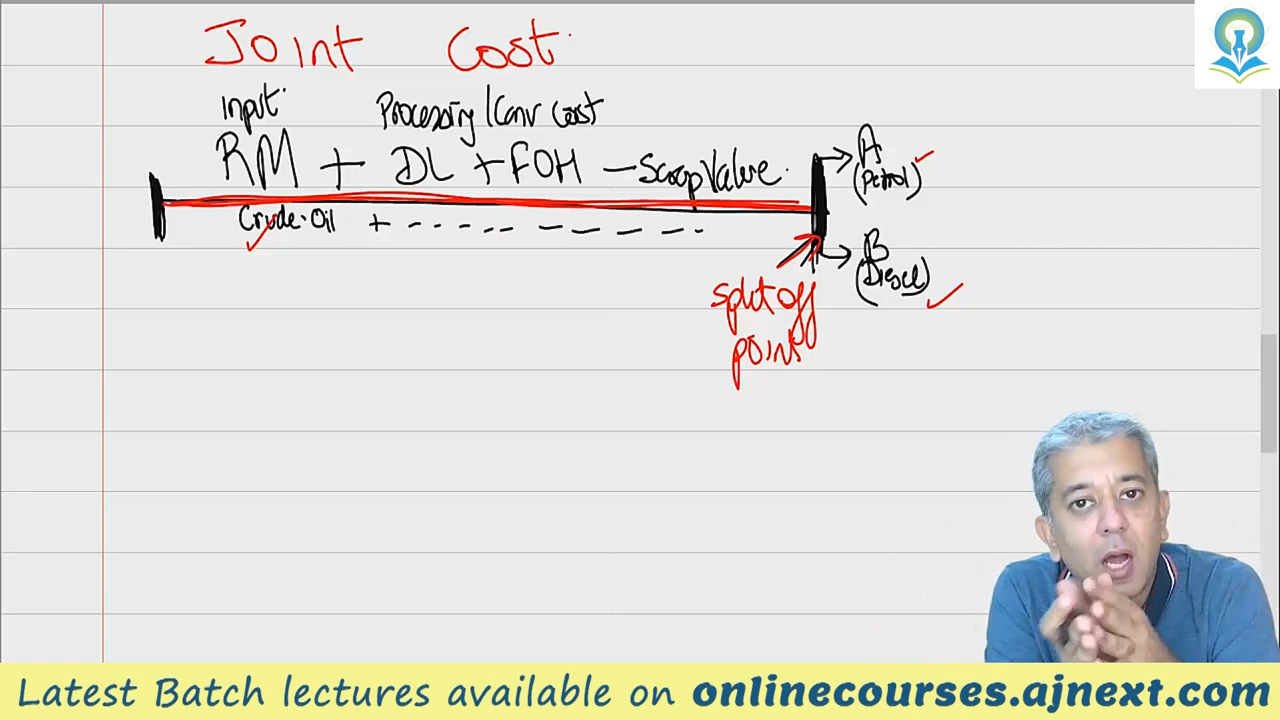 Joint Cost
Input Processing/Conv Cost
RM + DL + FOH - Scrap Value
Crude Oil + - - - - - - - - - -
A
(Petrol)
B
(Diesel)
split off
point
Latest Batch lectures available on onlinecourses.ajnext.com